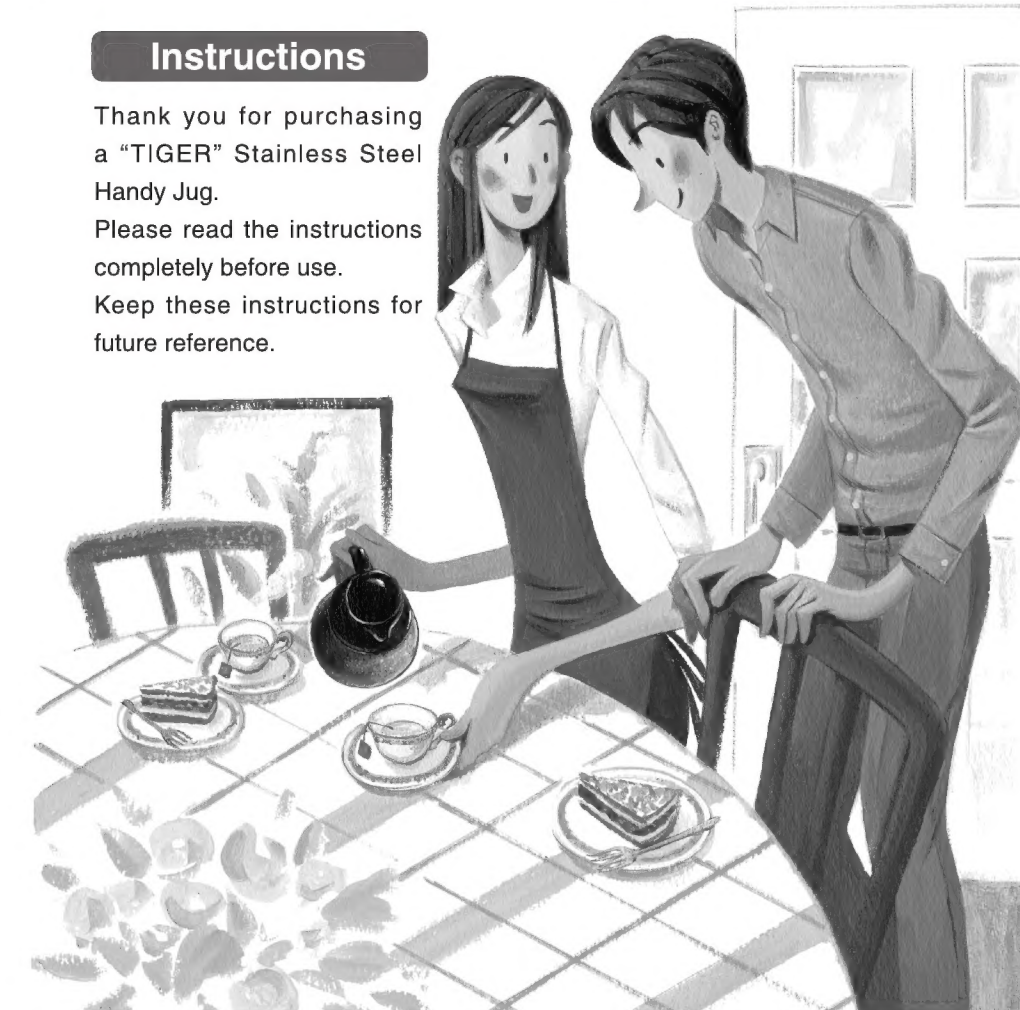 Instructions
Thank you for purchasing
a “TIGER” Stainless Steel
Handy Jug.
Please read the instructions
completely before use.
Keep these instructions for
future reference.